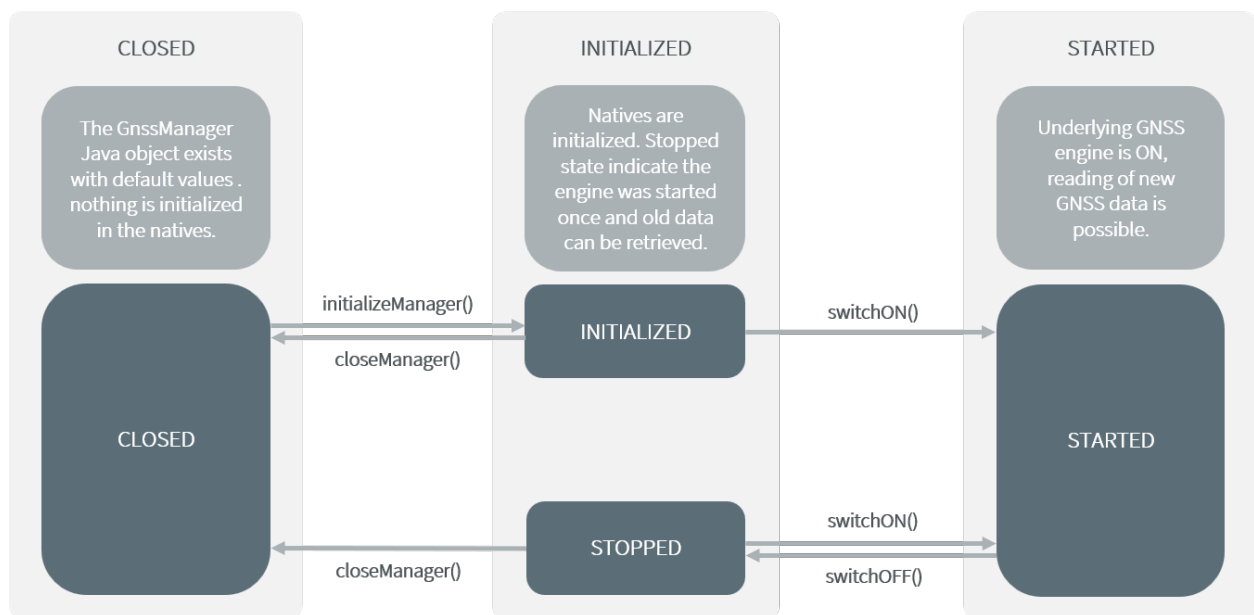 CLOSED
INITIALIZED
STARTED
The GnssManager
Java object exists
with default values .
nothing is initialized
in the natives.
Natives are
initialized. Stopped
state indicate the
engine was started
once and old data
can be retrieved.
Underlying GNSS
engine is ON,
reading of new
GNSS data is
possible.
initializeManager()
closeManager()
INITIALIZED
switchON()
CLOSED
STARTED
closeManager()
STOPPED
switchON()
switchOFF()